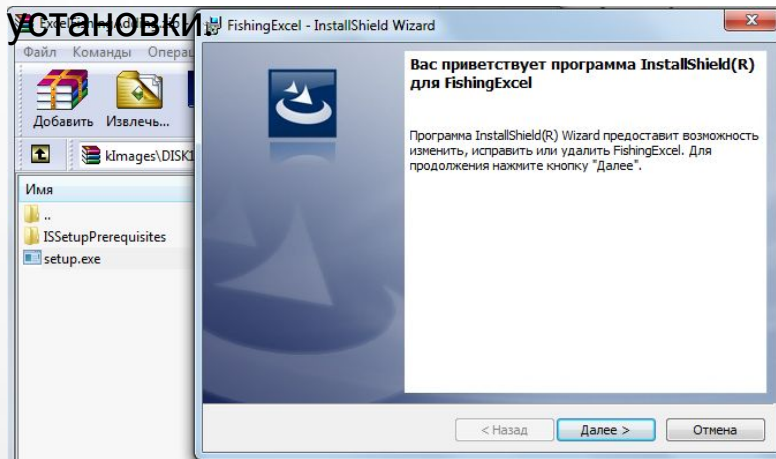 установки.
FishingExcel - InstallShield Wizard
Файл Команды
Добавить Извлечь...
kImages\DISK1
Имя
..
ISSetupPrerequisites
setup.exe
Вас приветствует программа InstallShield(R)
для FishingExcel
Программа InstallShield(R) Wizard предоставит возможность
изменить, исправить или удалить FishingExcel. Для
продолжения нажмите кнопку "Далее".
< Назад Далее > Отмена